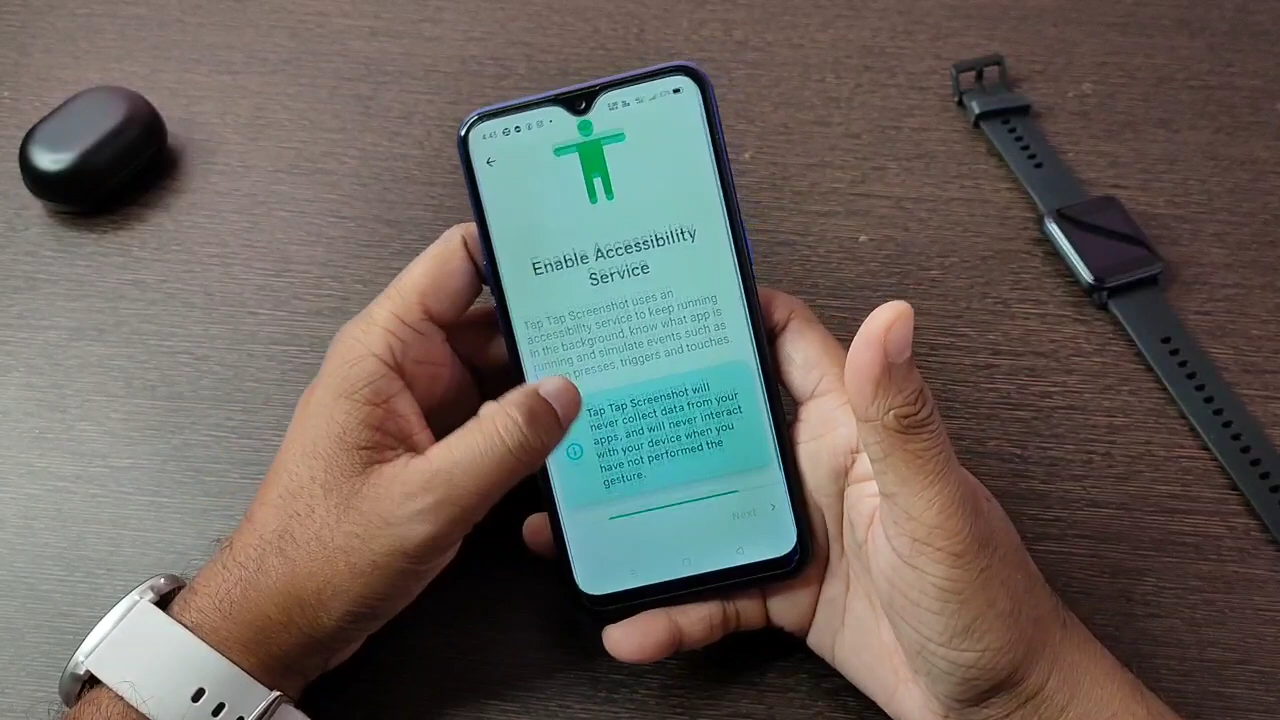 4:43
Enable Accessibility
Service
Tap Tap Screenshot uses an
accessibility service to keep running
in the background, know what app is
running and simulate events such as
presses, triggers and touches.
Tap Tap Screenshot will
never collect data from your
apps, and will never interact
with your device when you
have not performed the
gesture.
Next